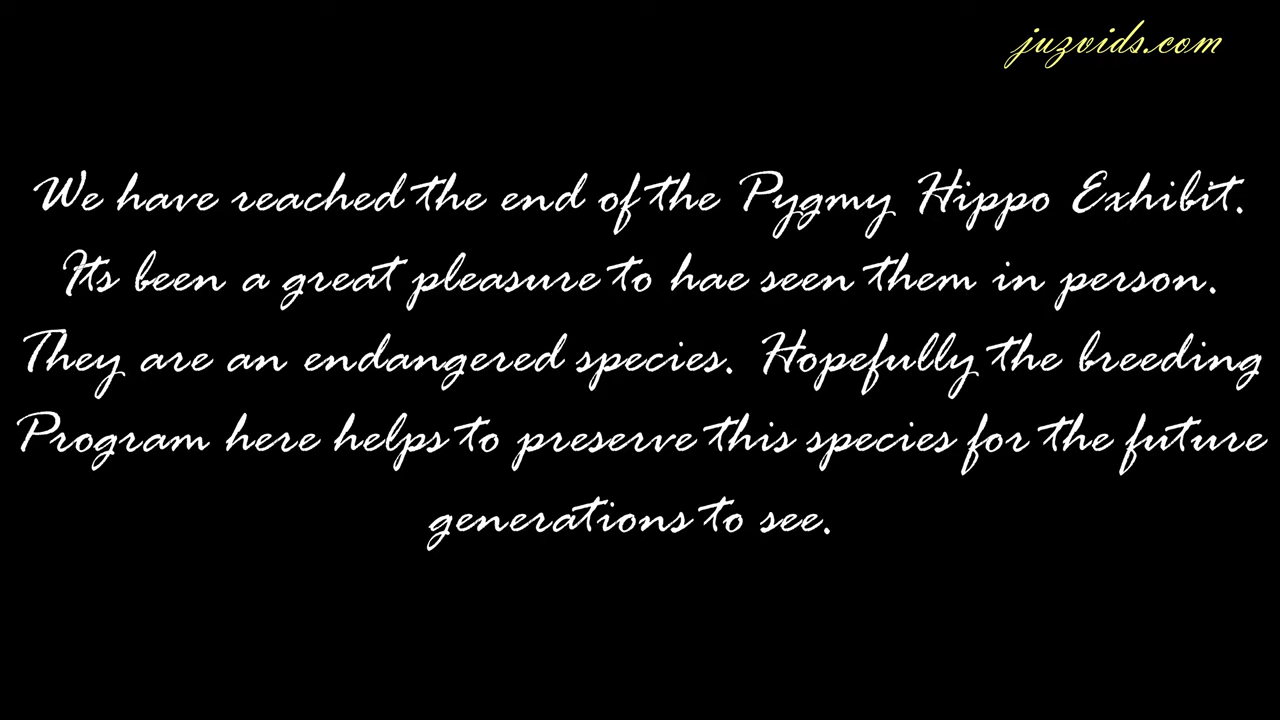 juzvids.com
We have reached the end of the Pygmy Hippo Exhibit.
Its been a great pleasure to hae seen them in person.
They are an endangered species. Hopefully the breeding
Program here helps to preserve this species for the future
generations to see.